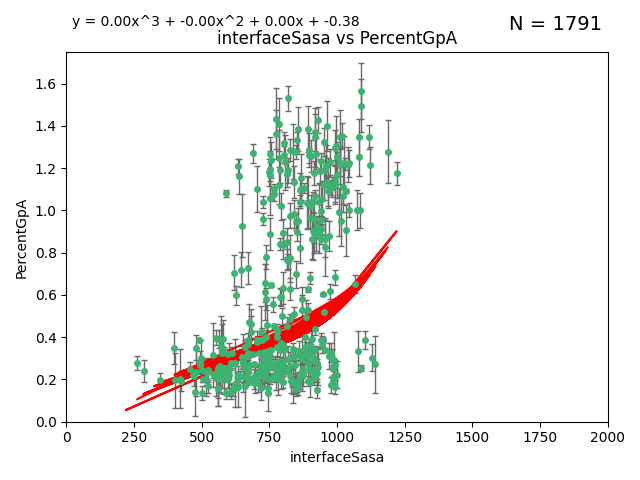 y = 0.00x^3 + -0.00x^2 + 0.00x + -0.38
N = 1791
interfaceSasa vs PercentGpA
PercentGpA
1.6
1.4
1.2
1.0
0.8
0.6
0.4
0.2
0.0
0 250 500 750 1000 1250 1500 1750 2000
interfaceSasa